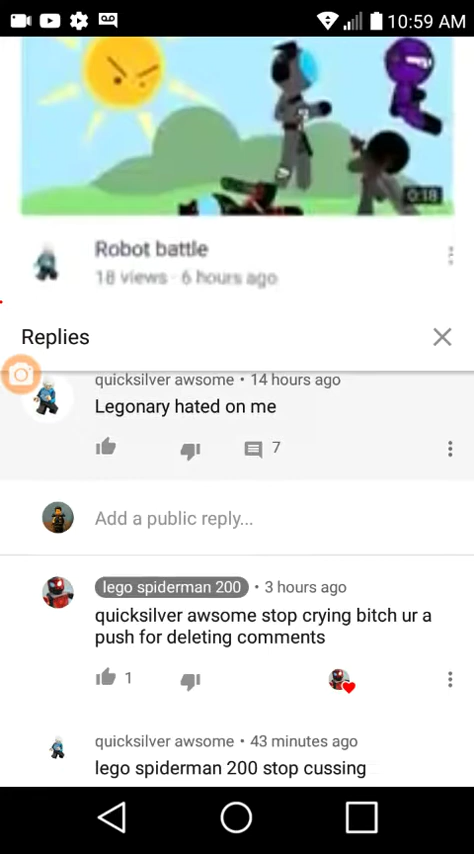 10:59 AM
0:18
Robot battle
18 views · 6 hours ago
Replies
quicksilver awsome • 14 hours ago
Legonary hated on me
7
Add a public reply...
lego spiderman 200 • 3 hours ago
quicksilver awsome stop crying bitch ur a
push for deleting comments
1
quicksilver awsome • 43 minutes ago
lego spiderman 200 stop cussing